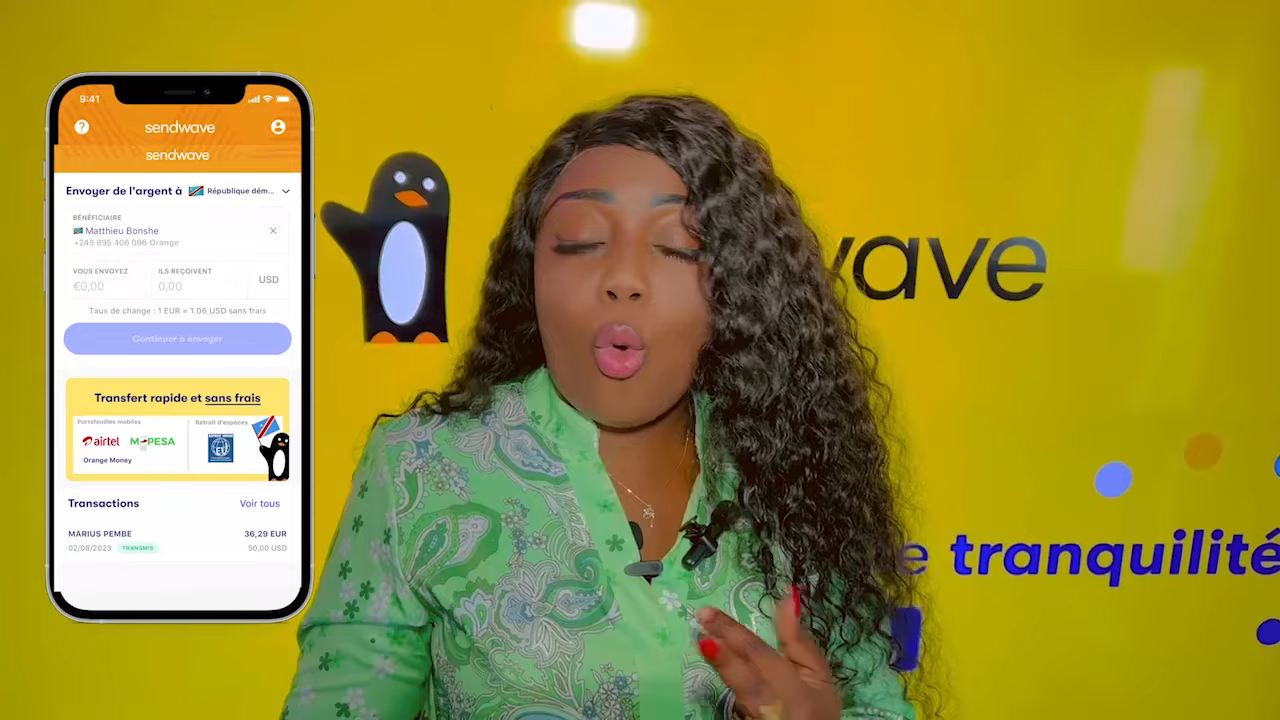 9:41
sendwave
sendwave
Envoyer de l'argent à République dém...
BÉNÉFICIAIRE
Matthieu Bonshe
+243 895 406 096 Orange
VOUS ENVOYEZ ILS REÇOIVENT
€0,00 0,00 USD
Taux de change : 1 EUR = 1.06 USD sans frais
Continuer à envoyer
Transfert rapide et sans frais
Portefeuilles mobiles Retrait d'espèces
airtel M-PESA
Orange Money
Transactions Voir tous
MARIUS PEMBE 36,29 EUR
02/08/2023 TRANSMIS 50,00 USD
wave
e tranquilité